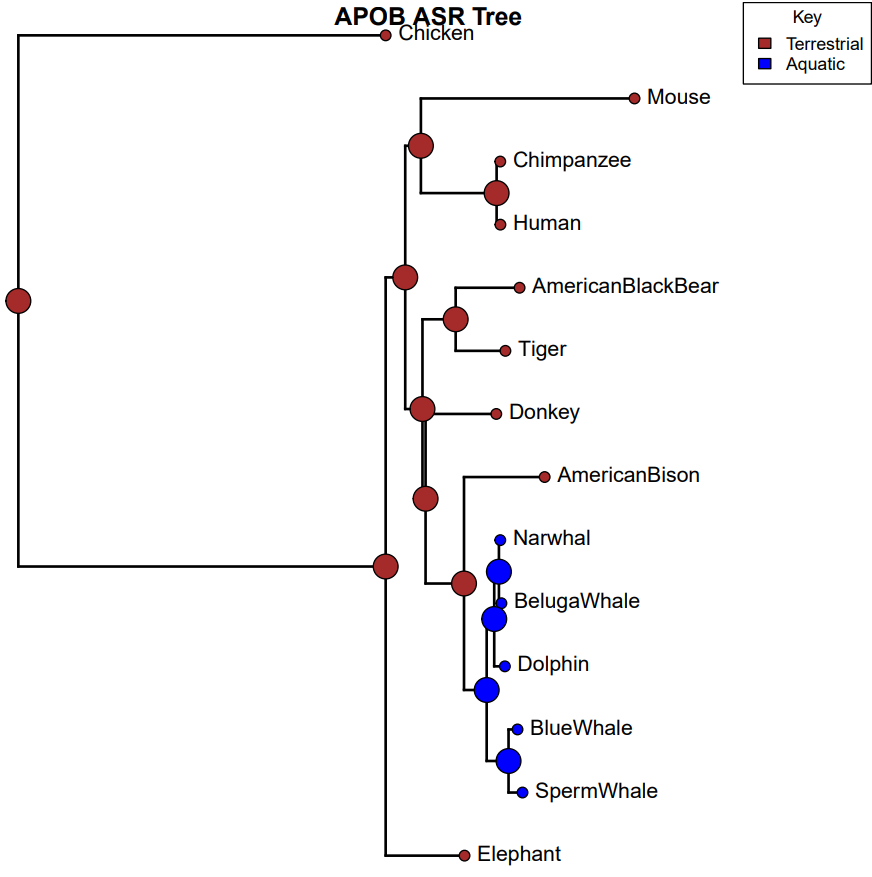 APOB ASR Tree
Key
Terrestrial
Aquatic
Chicken
Mouse
Chimpanzee
Human
AmericanBlackBear
Tiger
Donkey
AmericanBison
Narwhal
BelugaWhale
Dolphin
BlueWhale
SpermWhale
Elephant